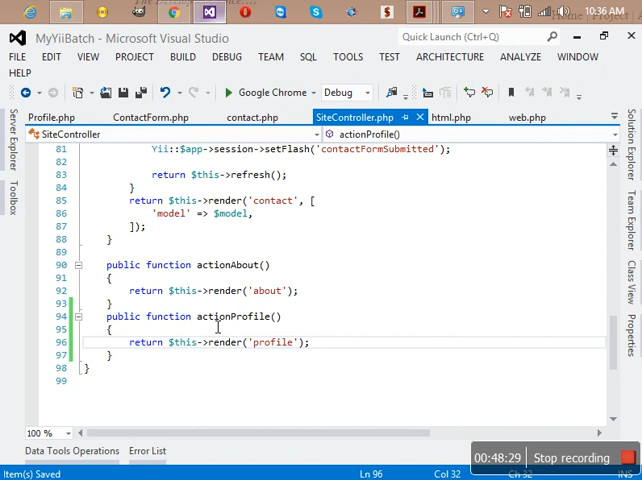 10:36 AM
MyYiiBatch - Microsoft Visual Studio
Quick Launch (Ctrl+Q)
FILE EDIT VIEW PROJECT BUILD DEBUG TEAM SQL TOOLS TEST ARCHITECTURE ANALYZE WINDOW
HELP
Google Chrome Debug
Profile.php ContactForm.php contact.php SiteController.php html.php web.php
SiteController actionProfile()
Server Explorer
Toolbox
Solution Explorer
Team Explorer
Class View
Properties
81 Yii::$app->session->setFlash('contactFormSubmitted');
82
83 return $this->refresh();
84 }
85 return $this->render('contact', [
86 'model' => $model,
87 ]);
88 }
89
90 public function actionAbout()
91 {
92 return $this->render('about');
93 }
94 public function actionProfile()
95 {
96 return $this->render('profile');
97 }
98 }
99
100 %
Data Tools Operations Error List
00:48:29 Stop recording
Item(s) Saved Ln 96 Col 32 Ch 32 INS